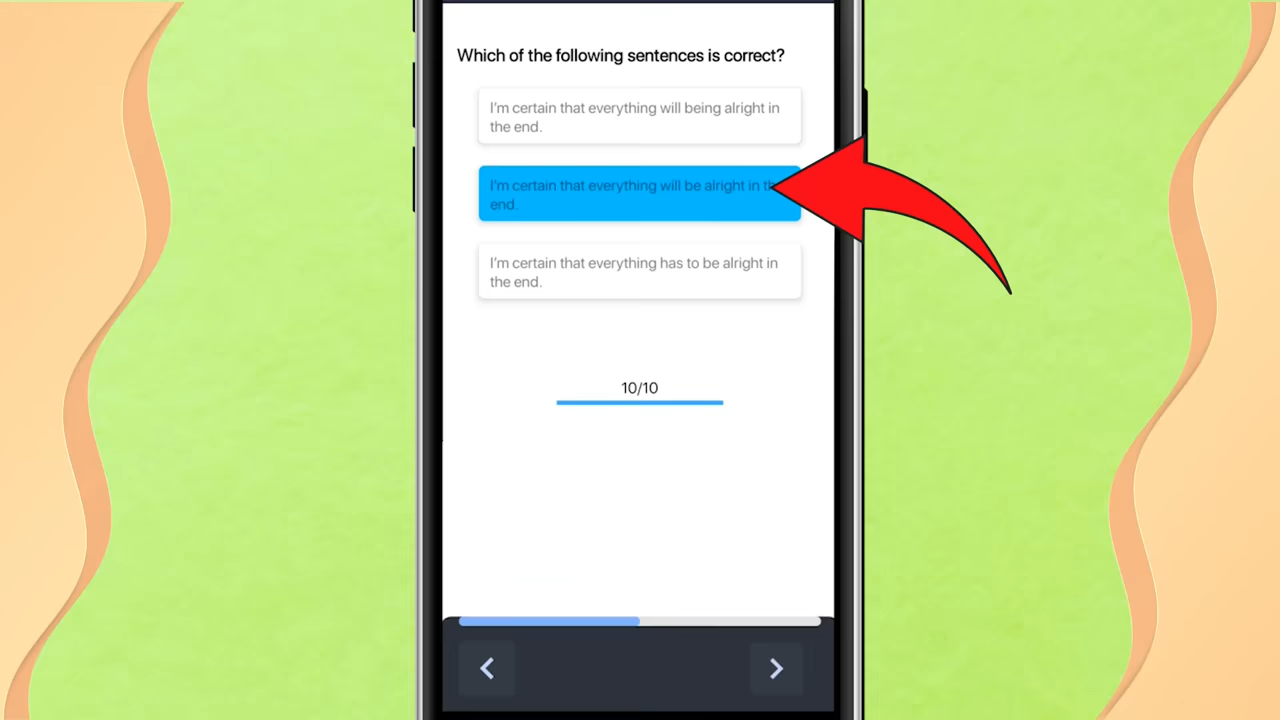 Which of the following sentences is correct?
I'm certain that everything will being alright in
the end.
I'm certain that everything will be alright in
end.
I'm certain that everything has to be alright in
the end.
10/10